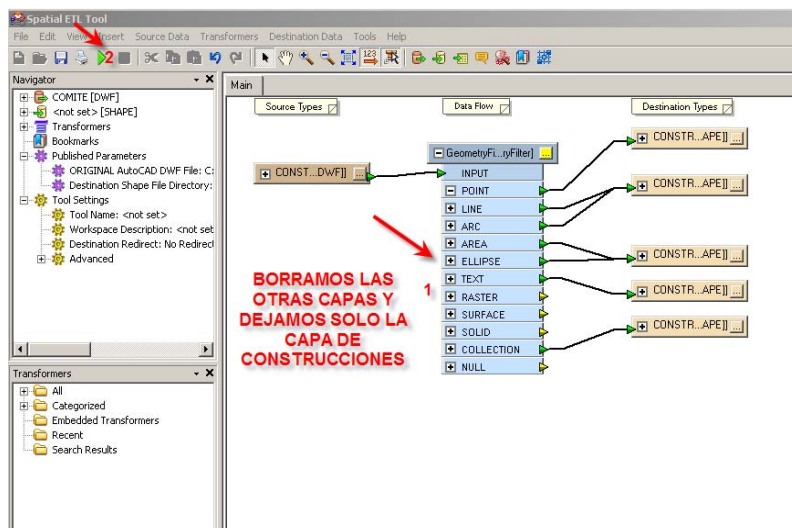 Spatial ETL Tool
File Edit View Insert Source Data Transformers Destination Data Tools Help
2
123
Navigator
COMITE [DWF]
<not set> [SHAPE]
Transformers
Bookmarks
Published Parameters
ORIGINAL AutoCAD DWF File: C:
Destination Shape File Directory:
Tool Settings
Tool Name: <not set>
Workspace Description: <not set
Destination Redirect: No Redirect
Advanced
Transformers
All
Categorized
Embedded Transformers
Recent
Search Results
Main
Source Types
Data Flow
Destination Types
CONST...DWF]] ...
GeometryFi...ryFilter] ...
INPUT
POINT
LINE
ARC
AREA
ELLIPSE
TEXT
RASTER
SURFACE
SOLID
COLLECTION
NULL
CONSTR...APE]] ...
CONSTR...APE]] ...
CONSTR...APE]] ...
CONSTR...APE]] ...
CONSTR...APE]] ...
1
BORRAMOS LAS
OTRAS CAPAS Y
DEJAMOS SOLO LA
CAPA DE
CONSTRUCCIONES